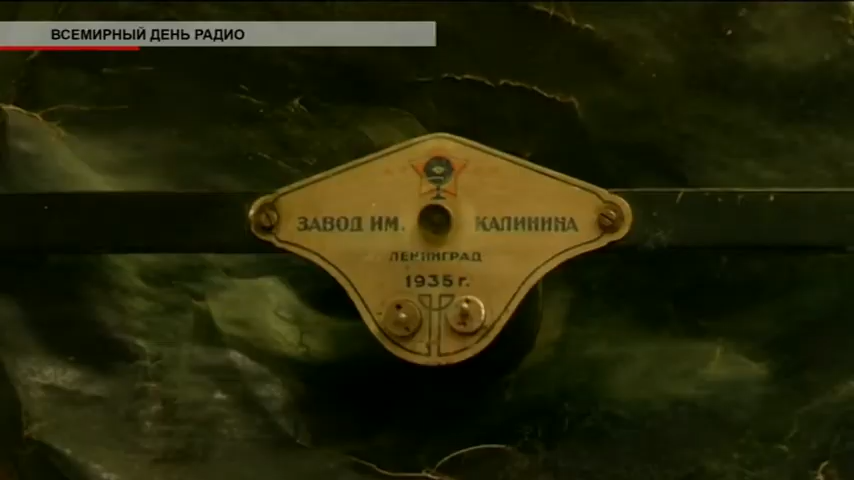 ВСЕМИРНЫЙ ДЕНЬ РАДИО
ЗАВОД ИМ. КАЛИНИНА
ЛЕНИНГРАД
1935 г.